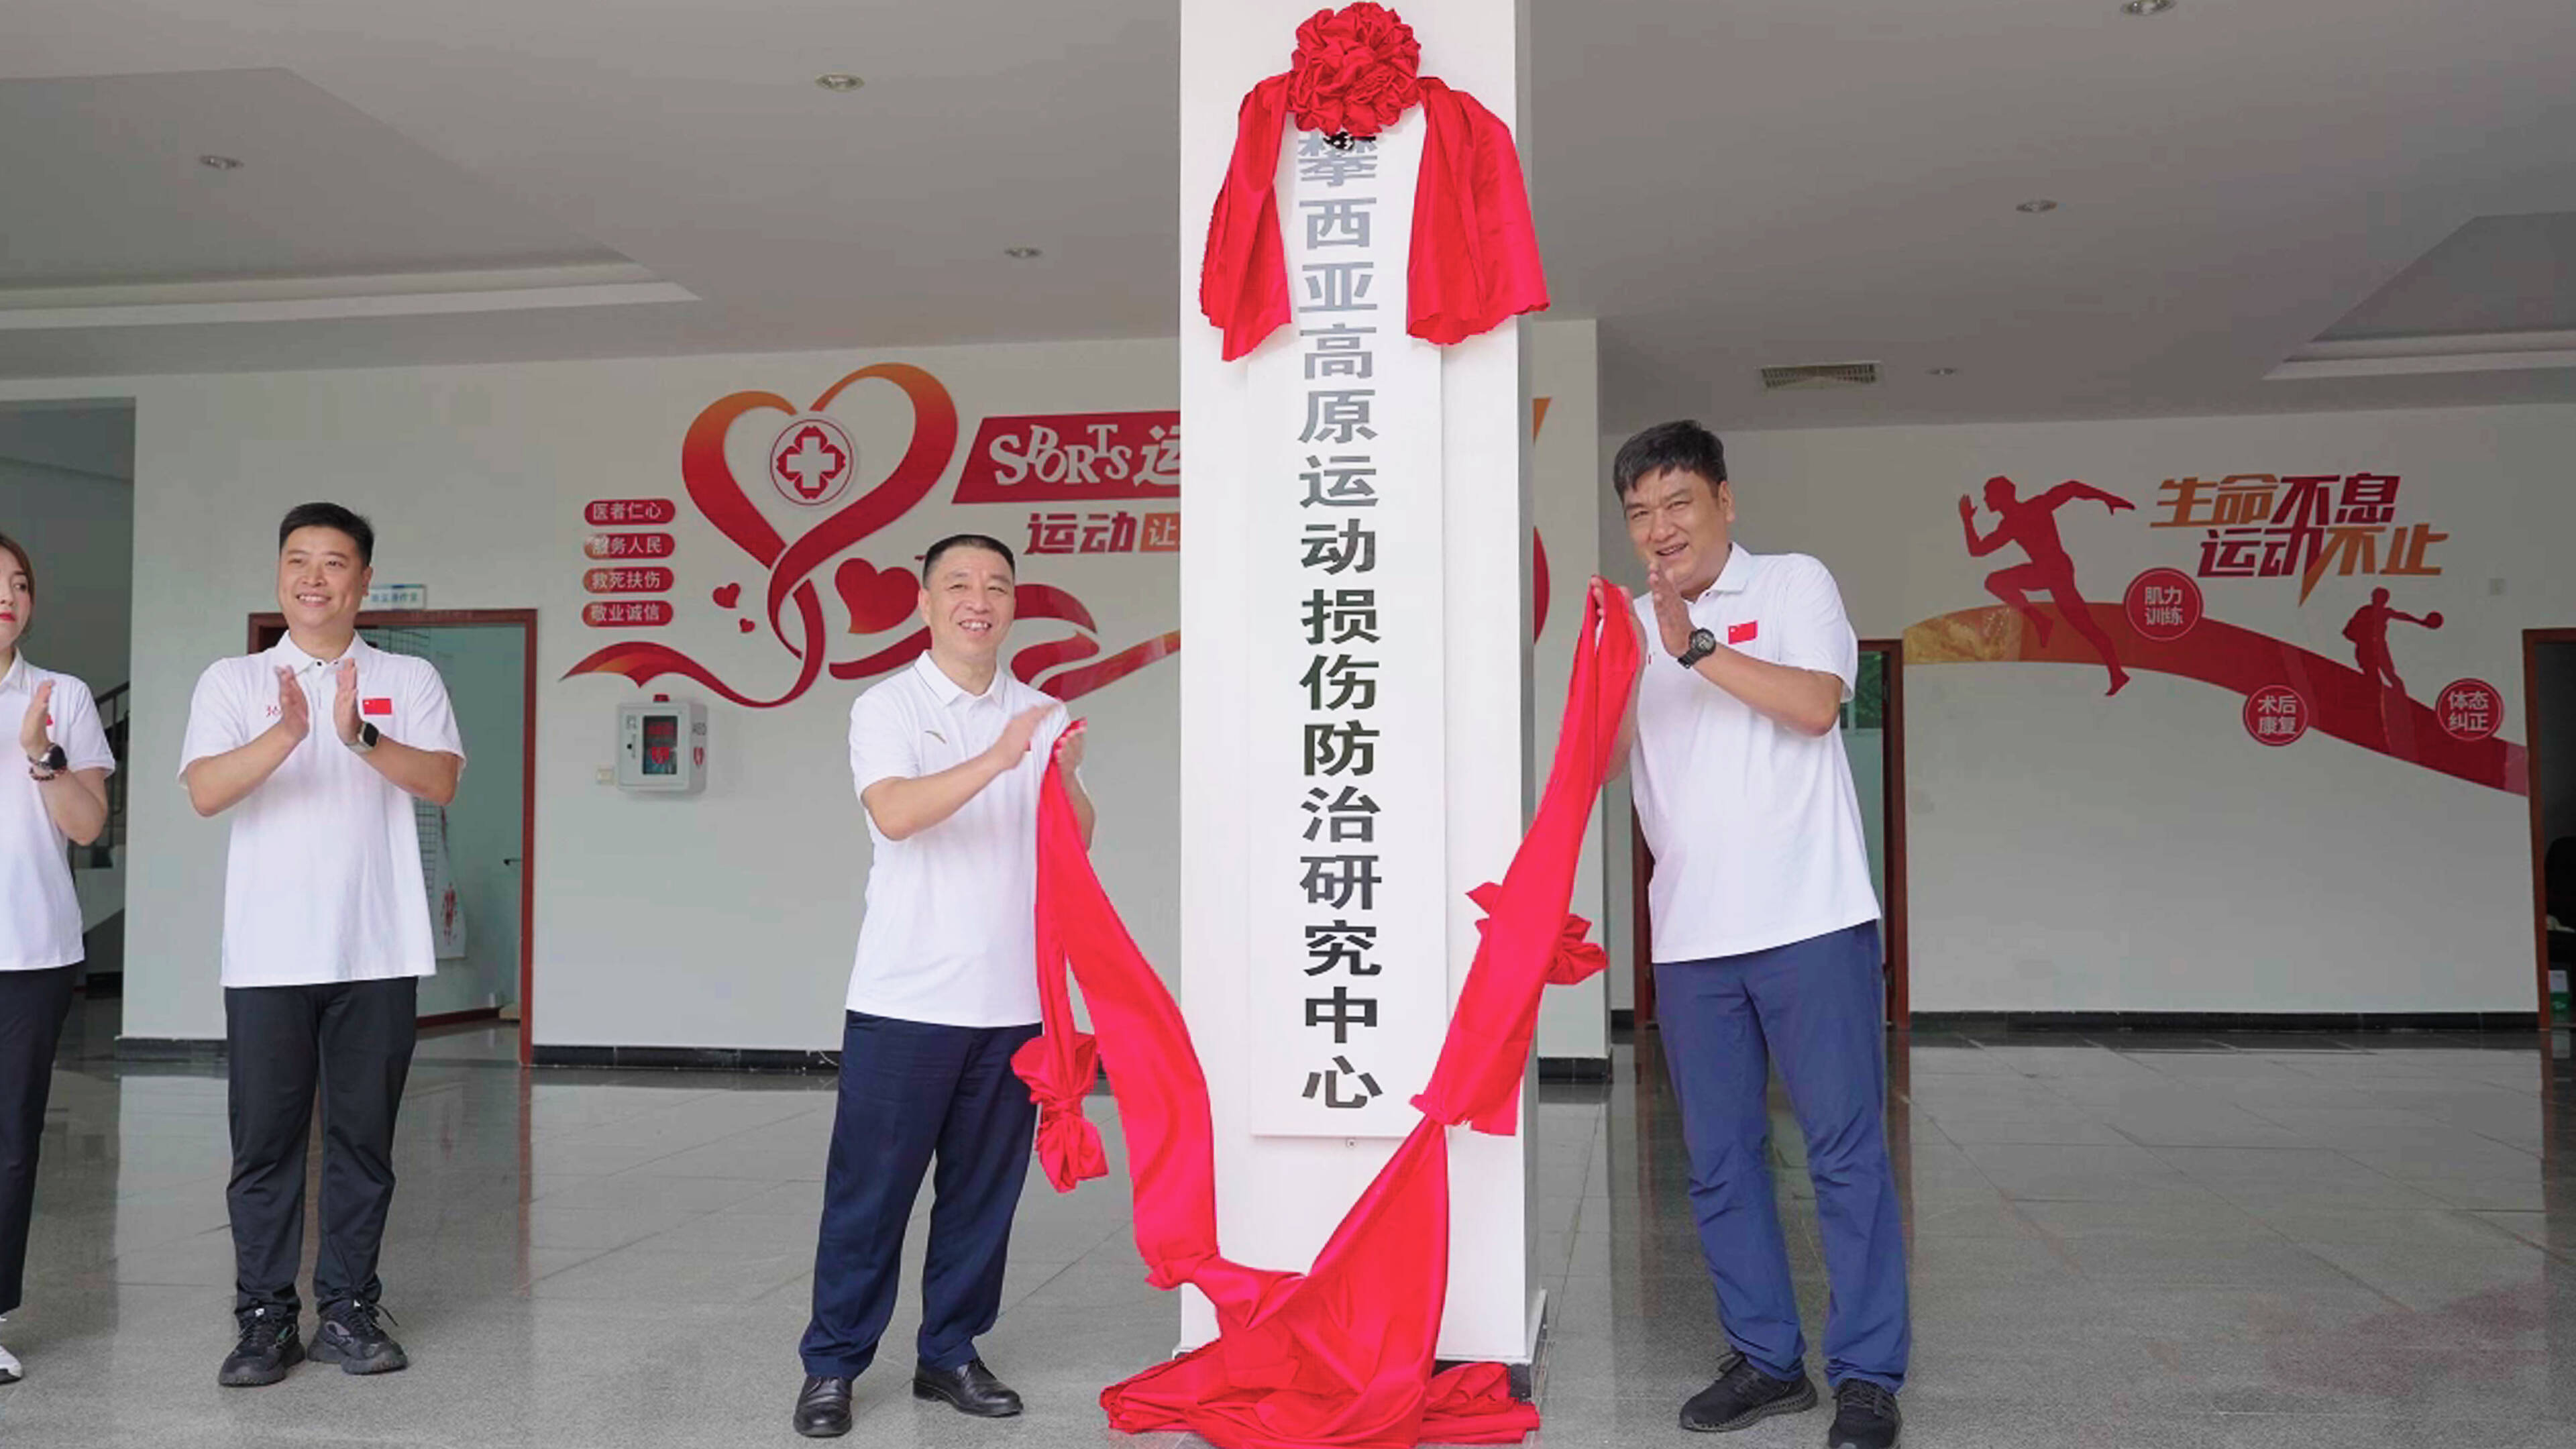 攀西亚高原运动损伤防治研究中心
SPORTS运
运动让
医者仁心
服务人民
救死扶伤
敬业诚信
生命不息
运动不止
肌力
训练
术后
康复
体态
纠正